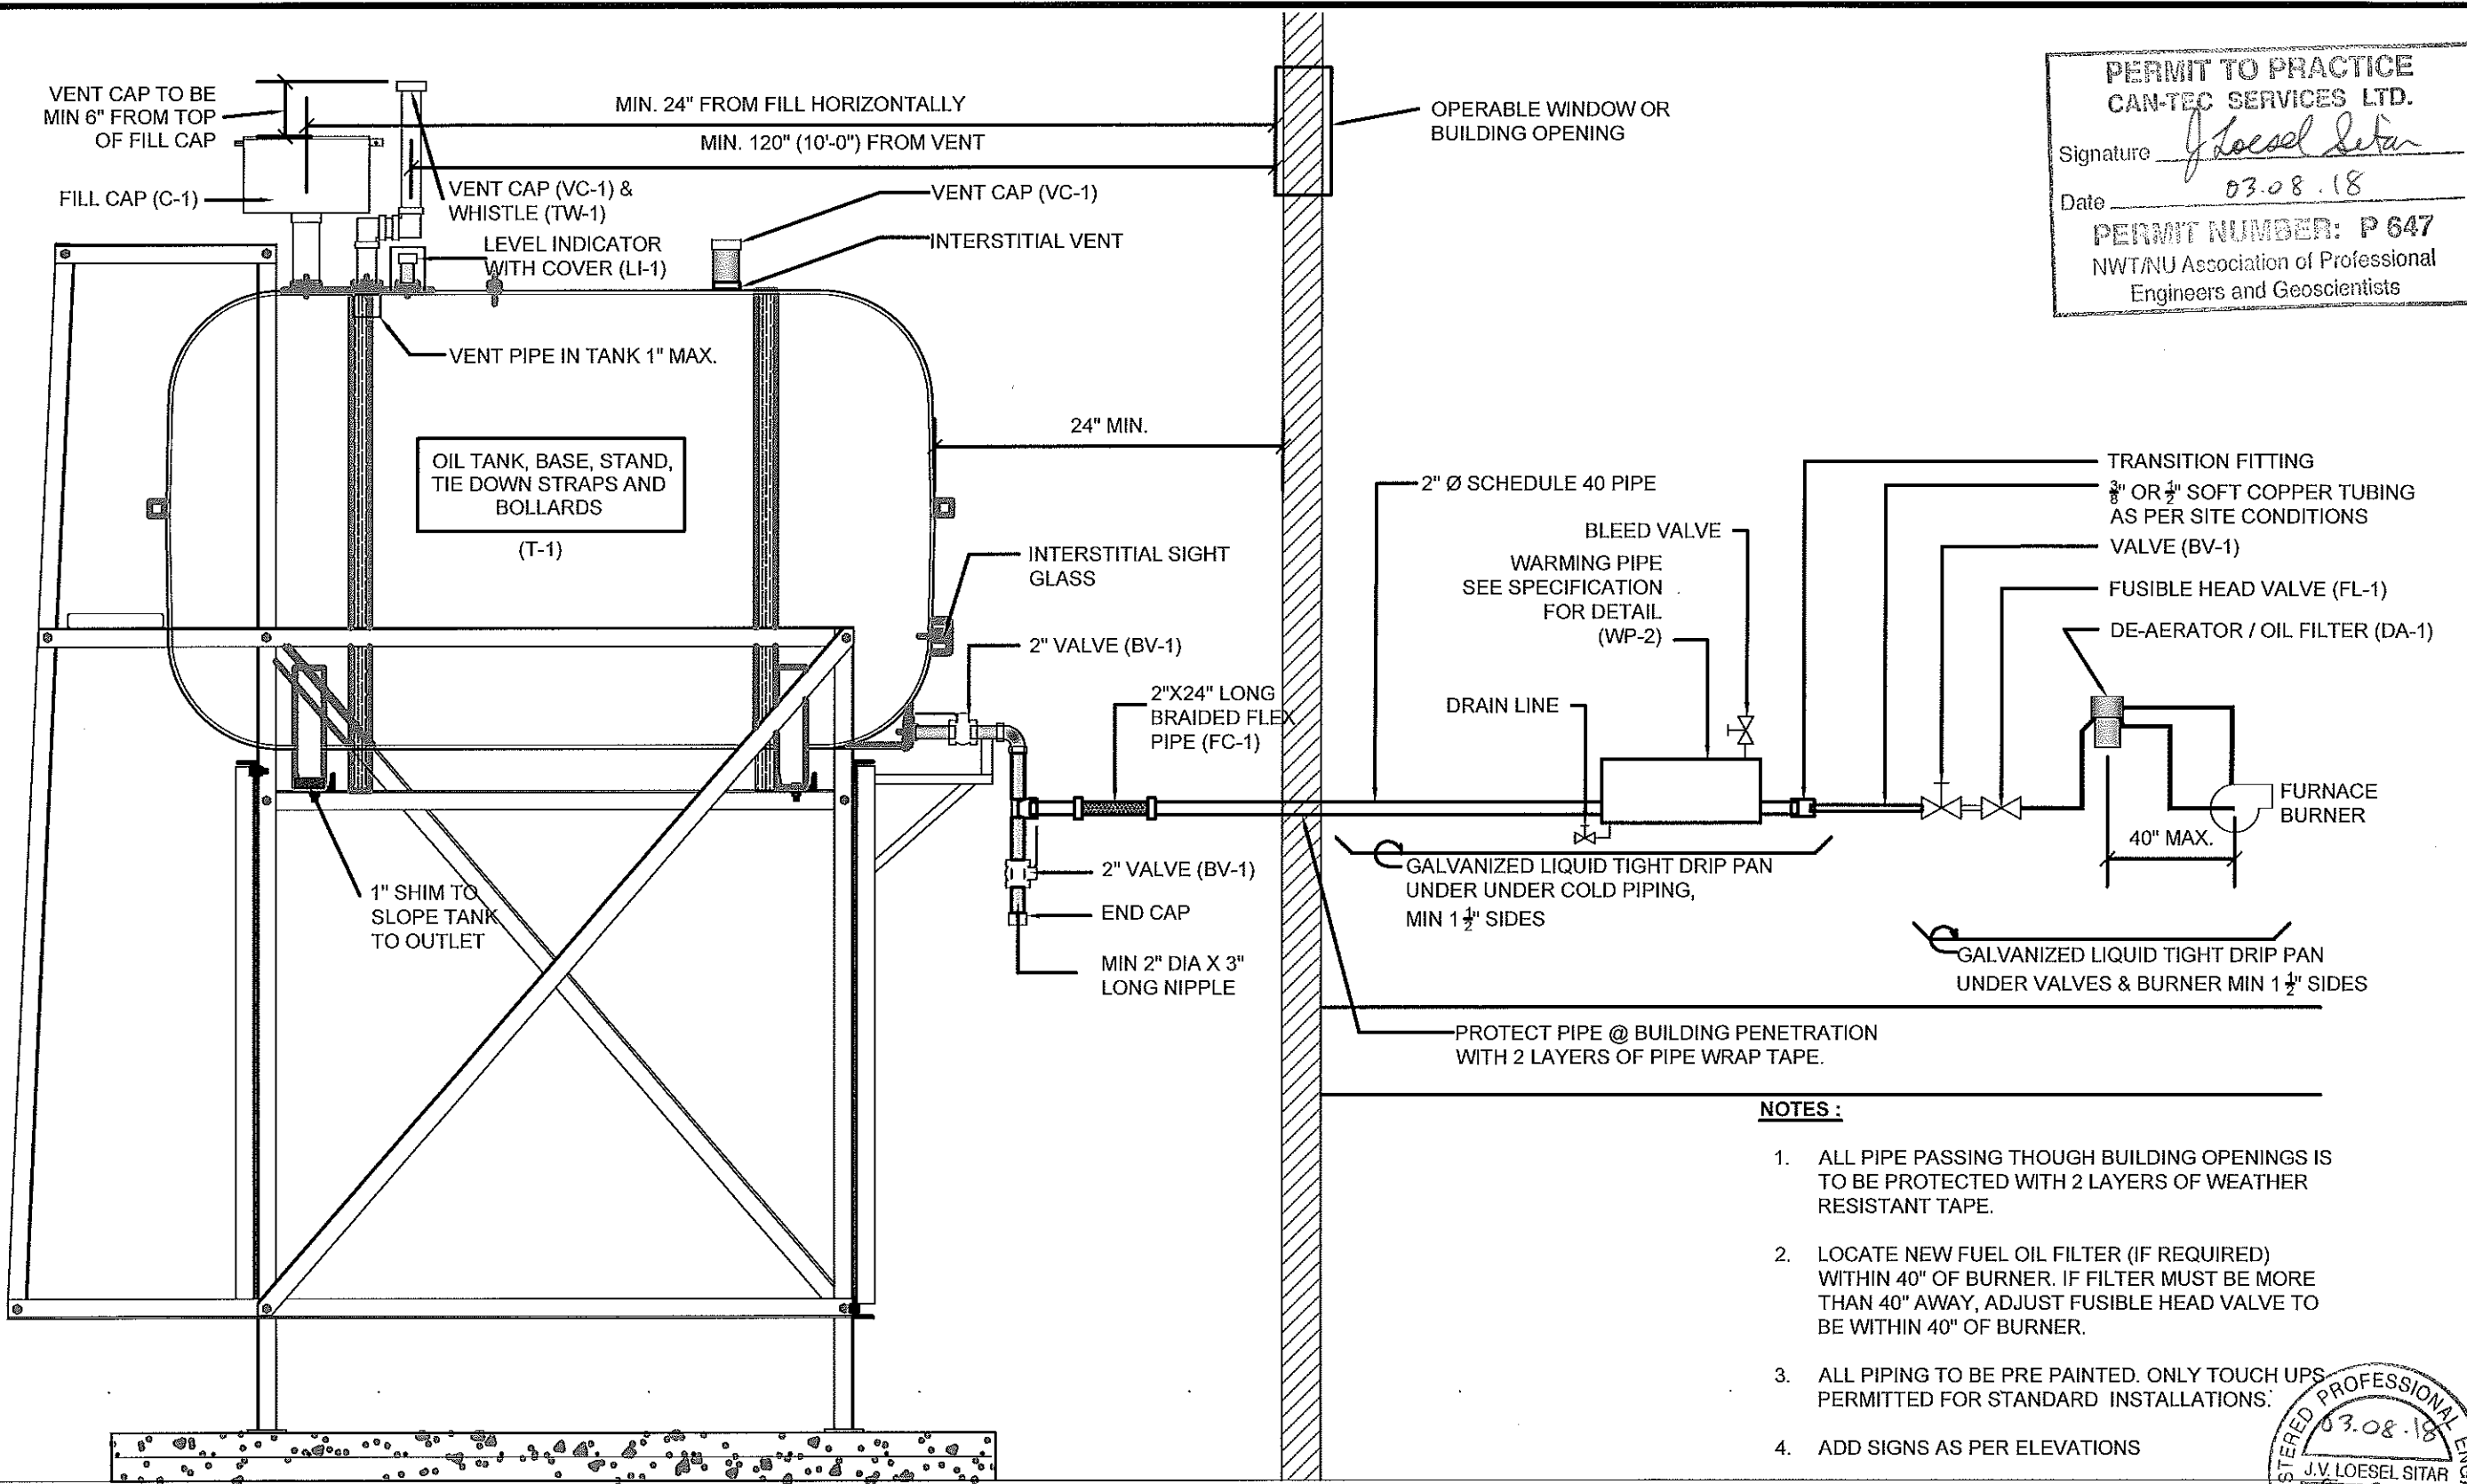 VENT CAP TO BE
MIN 6" FROM TOP
OF FILL CAP
FILL CAP (C-1)
MIN. 24" FROM FILL HORIZONTALLY
MIN. 120" (10'-0") FROM VENT
VENT CAP (VC-1) &
WHISTLE (TW-1)
LEVEL INDICATOR
WITH COVER (LI-1)
VENT CAP (VC-1)
INTERSTITIAL VENT
OPERABLE WINDOW OR
BUILDING OPENING
PERMIT TO PRACTICE
CAN-TEC SERVICES LTD.
Signature J Loesel Sitar
Date 03.08.18
PERMIT NUMBER: P 647
NWT/NU Association of Professional
Engineers and Geoscientists
VENT PIPE IN TANK 1" MAX.
24" MIN.
OIL TANK, BASE, STAND,
TIE DOWN STRAPS AND
BOLLARDS
(T-1)
INTERSTITIAL SIGHT
GLASS
2" VALVE (BV-1)
2"X24" LONG
BRAIDED FLEX
PIPE (FC-1)
2" Ø SCHEDULE 40 PIPE
BLEED VALVE
WARMING PIPE
SEE SPECIFICATION
FOR DETAIL
(WP-2)
DRAIN LINE
TRANSITION FITTING
3/8" OR 1/2" SOFT COPPER TUBING
AS PER SITE CONDITIONS
VALVE (BV-1)
FUSIBLE HEAD VALVE (FL-1)
DE-AERATOR / OIL FILTER (DA-1)
FURNACE
BURNER
40" MAX.
1" SHIM TO
SLOPE TANK
TO OUTLET
2" VALVE (BV-1)
END CAP
MIN 2" DIA X 3"
LONG NIPPLE
GALVANIZED LIQUID TIGHT DRIP PAN
UNDER UNDER COLD PIPING,
MIN 1 1/2" SIDES
GALVANIZED LIQUID TIGHT DRIP PAN
UNDER VALVES & BURNER MIN 1 1/2" SIDES
PROTECT PIPE @ BUILDING PENETRATION
WITH 2 LAYERS OF PIPE WRAP TAPE.
NOTES :
1. ALL PIPE PASSING THOUGH BUILDING OPENINGS IS
TO BE PROTECTED WITH 2 LAYERS OF WEATHER
RESISTANT TAPE.
2. LOCATE NEW FUEL OIL FILTER (IF REQUIRED)
WITHIN 40" OF BURNER. IF FILTER MUST BE MORE
THAN 40" AWAY, ADJUST FUSIBLE HEAD VALVE TO
BE WITHIN 40" OF BURNER.
3. ALL PIPING TO BE PRE PAINTED. ONLY TOUCH UPS
PERMITTED FOR STANDARD INSTALLATIONS.
4. ADD SIGNS AS PER ELEVATIONS
STERED PROFESSIONAL ENG
03.08.18
J.V. LOESEL SITAR